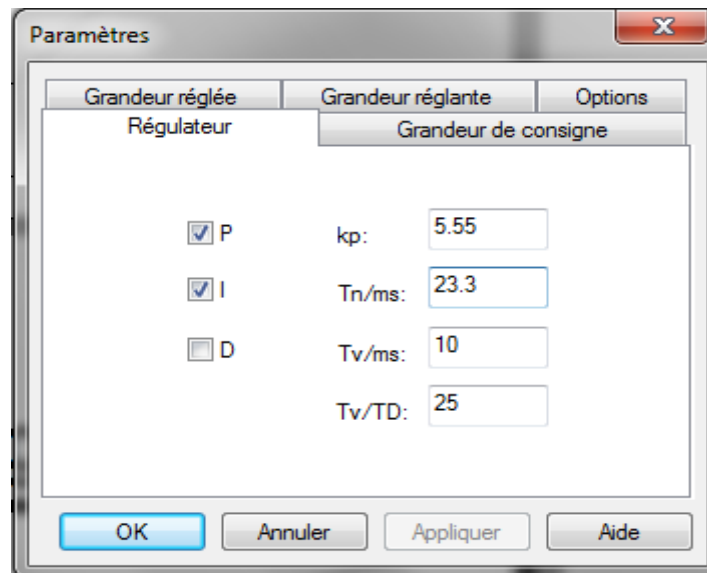 Paramètres
Grandeur réglée Grandeur réglante Options
Régulateur Grandeur de consigne
P kp: 5.55
I Tn/ms: 23.3
D Tv/ms: 10
Tv/TD: 25
OK Annuler Appliquer Aide